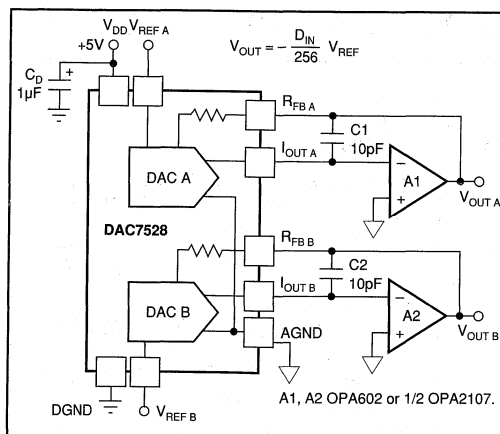 V_DD V_REF A
+5V
C_D
+
1µF
V_OUT = – D_IN / 256 V_REF
R_FB A
C1
10pF
I_OUT A
DAC A
–
A1
+
V_OUT A
DAC7528
R_FB B
C2
10pF
I_OUT B
DAC B
–
A2
+
V_OUT B
AGND
DGND
V_REF B
A1, A2 OPA602 or 1/2 OPA2107.